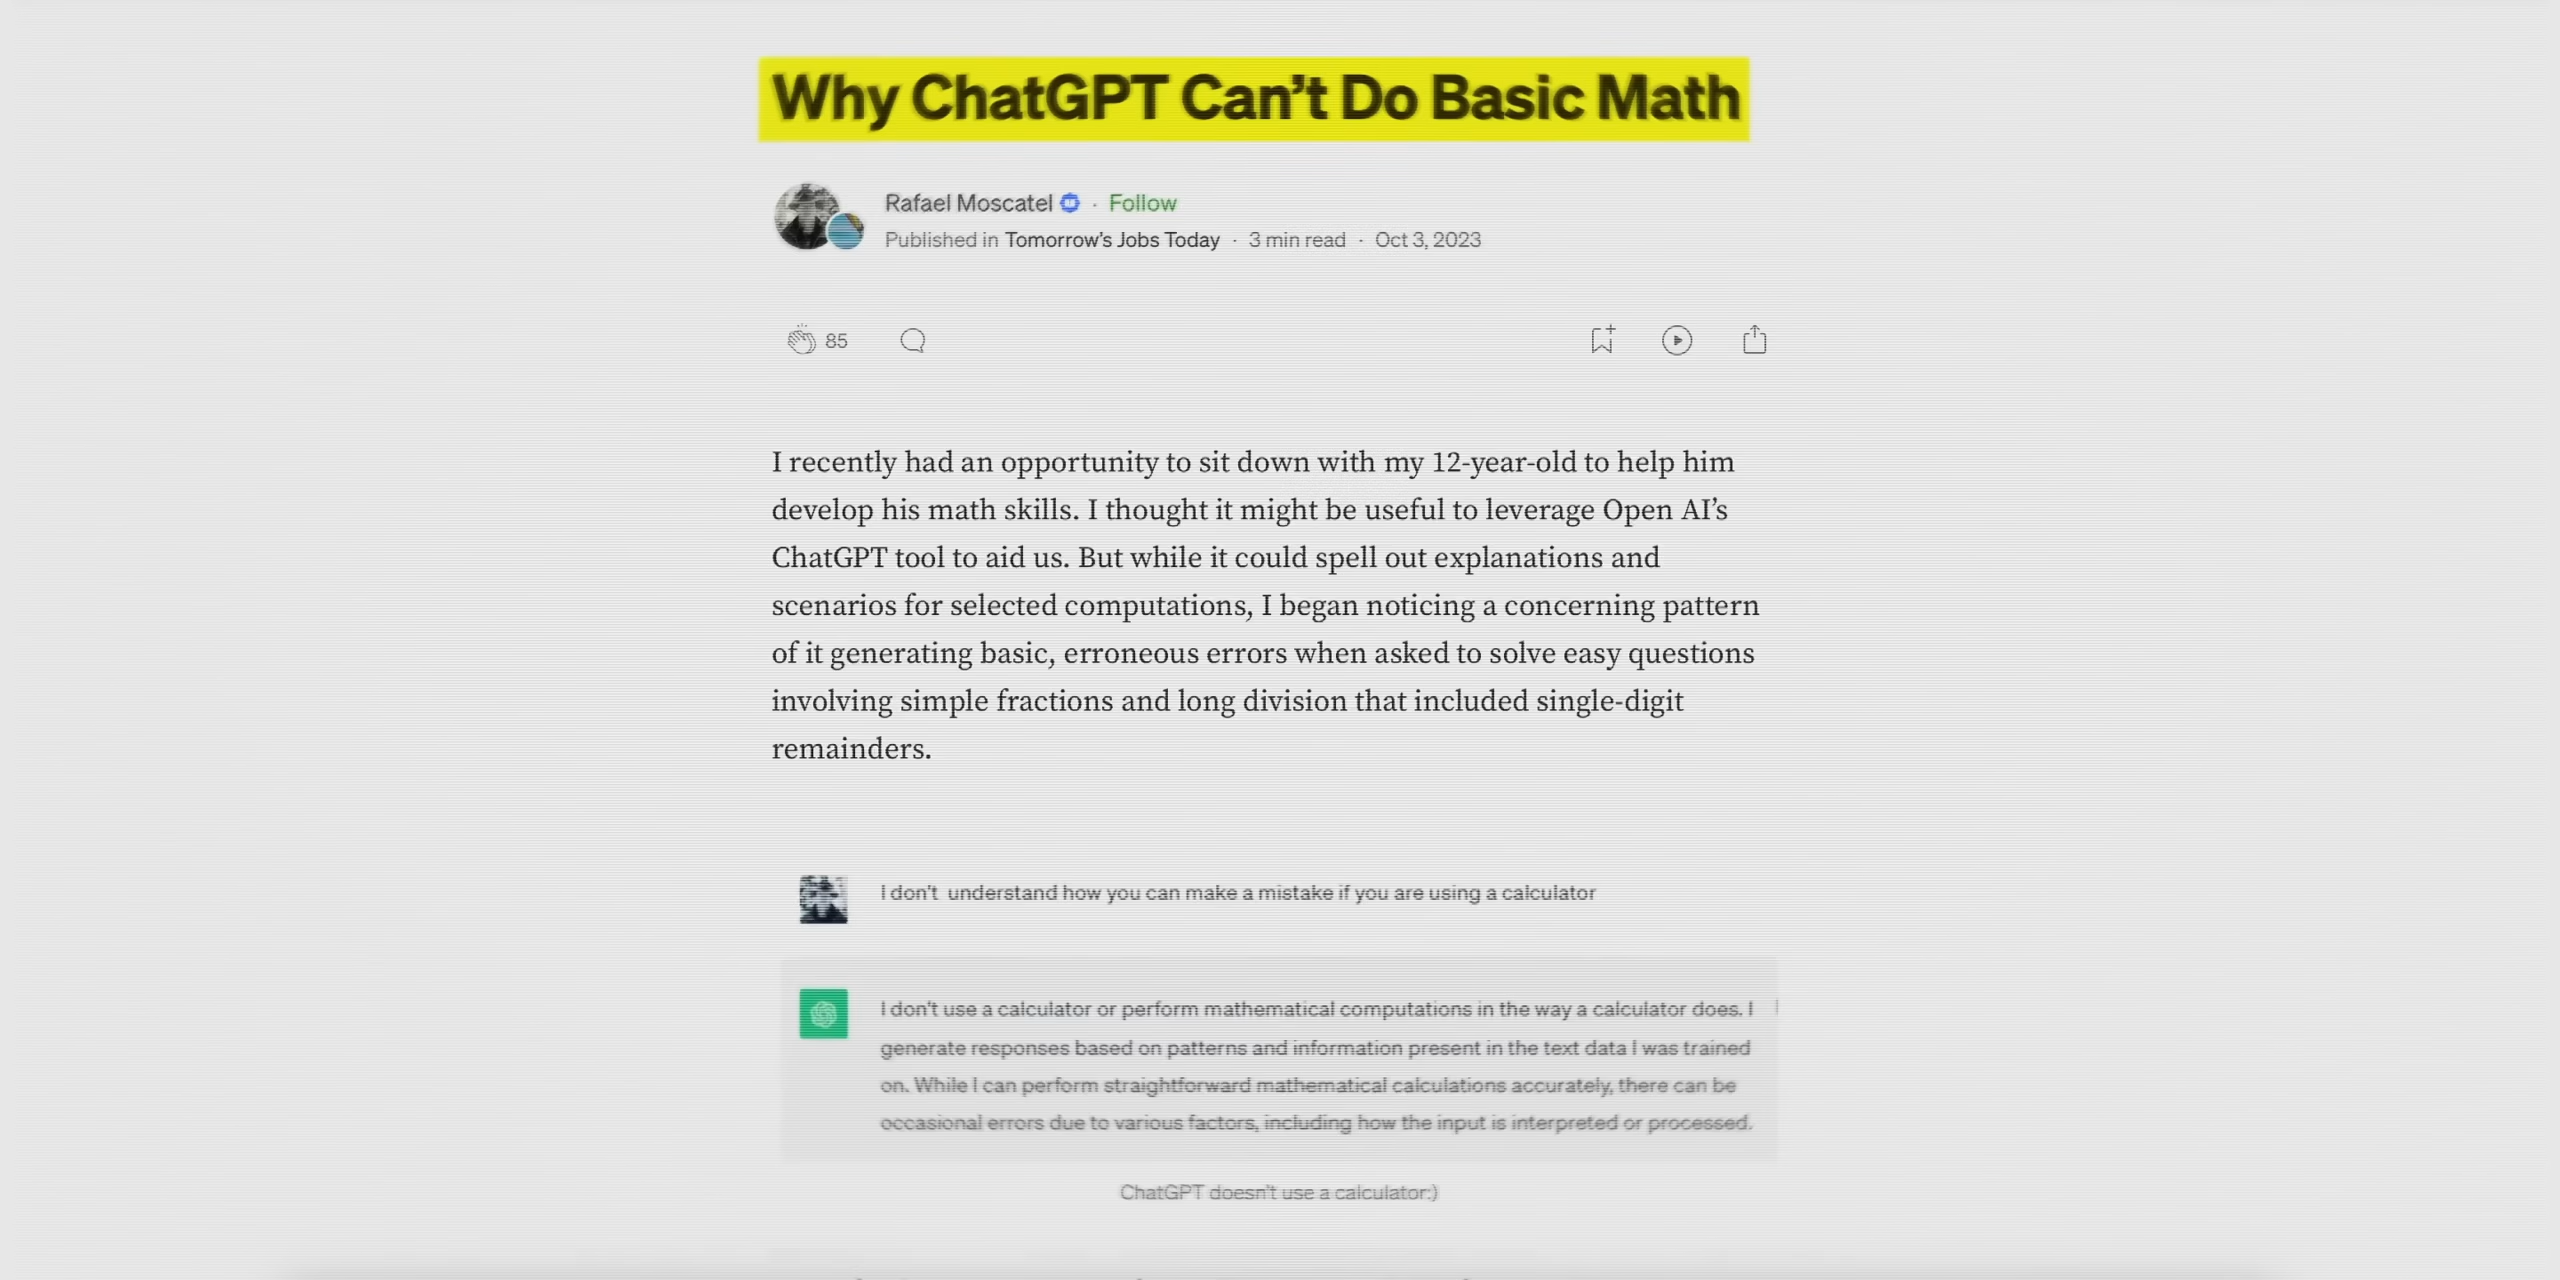 Why ChatGPT Can’t Do Basic Math
Rafael Moscatel · Follow
Published in Tomorrow’s Jobs Today · 3 min read · Oct 3, 2023
85
I recently had an opportunity to sit down with my 12-year-old to help him
develop his math skills. I thought it might be useful to leverage Open AI’s
ChatGPT tool to aid us. But while it could spell out explanations and
scenarios for selected computations, I began noticing a concerning pattern
of it generating basic, erroneous errors when asked to solve easy questions
involving simple fractions and long division that included single-digit
remainders.
I don't understand how you can make a mistake if you are using a calculator
I don't use a calculator or perform mathematical computations in the way a calculator does. I
generate responses based on patterns and information present in the text data I was trained
on. While I can perform straightforward mathematical calculations accurately, there can be
occasional errors due to various factors, including how the input is interpreted or processed.
ChatGPT doesn't use a calculator:)